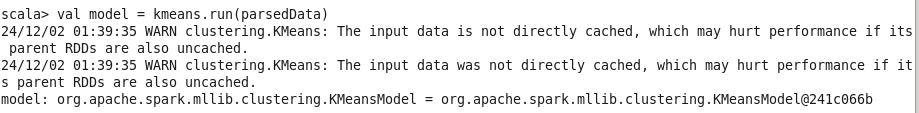 scala> val model = kmeans.run(parsedData)
24/12/02 01:39:35 WARN clustering.KMeans: The input data is not directly cached, which may hurt performance if its
 parent RDDs are also uncached.
24/12/02 01:39:35 WARN clustering.KMeans: The input data was not directly cached, which may hurt performance if it
s parent RDDs are also uncached.
model: org.apache.spark.mllib.clustering.KMeansModel = org.apache.spark.mllib.clustering.KMeansModel@241c066b